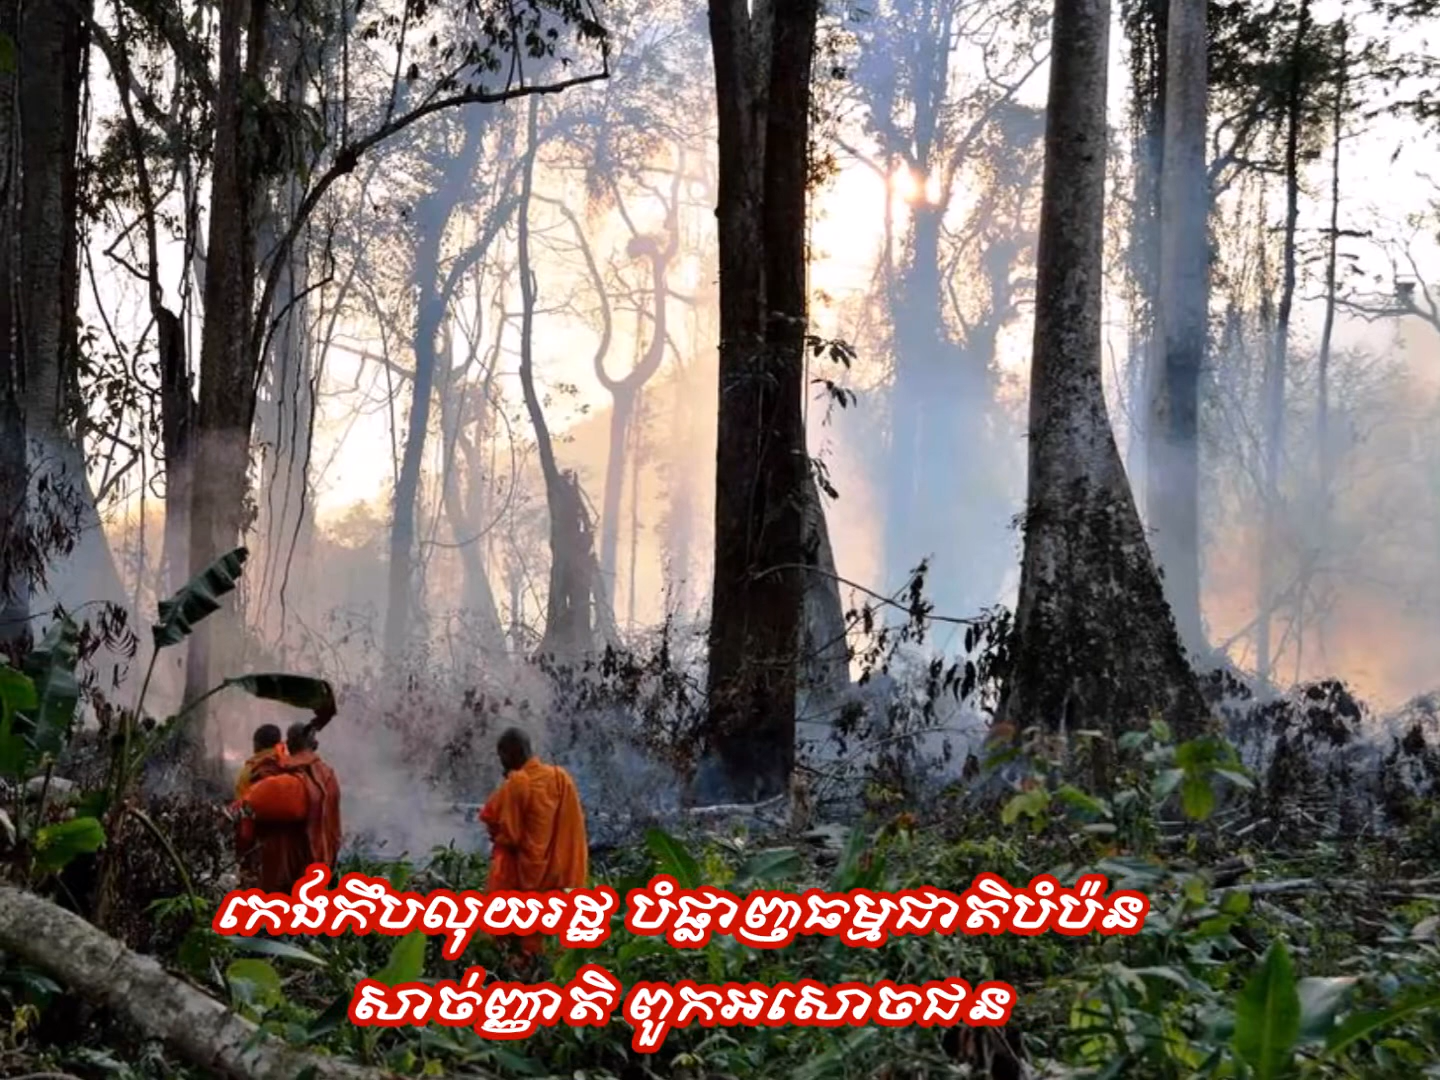 កេងកឹបលុយរដ្ឋ បំផ្លាញធម្មជាតិបំប៉ន
សាច់ញាតិ ពួកអសោចជន